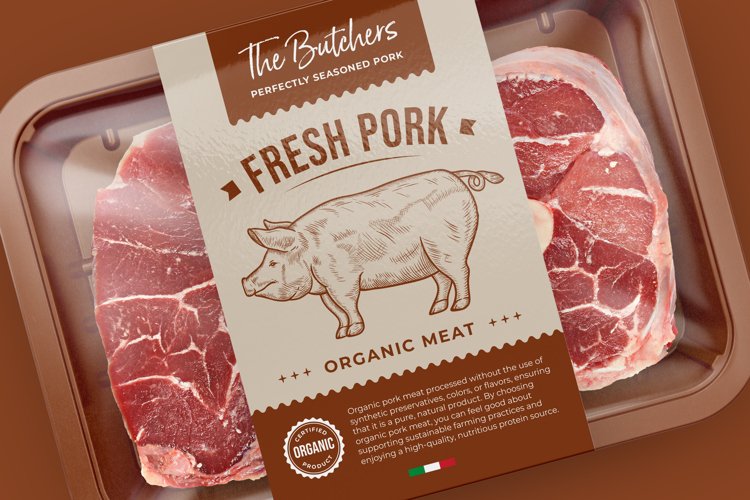 The Butchers
PERFECTLY SEASONED PORK
FRESH PORK
+++ ORGANIC MEAT +++
CERTIFIED
ORGANIC
PRODUCT
Organic pork meat processed without the use of
synthetic preservatives, colors, or flavors, ensuring
that it is a pure, natural product. By choosing
organic pork meat, you can feel good about
supporting sustainable farming practices and
enjoying a high-quality, nutritious protein source.